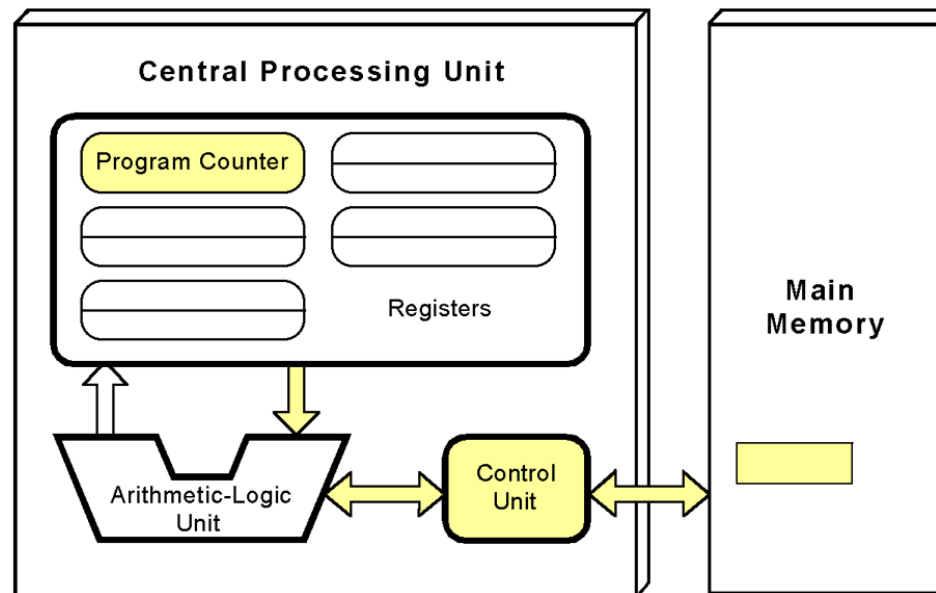 Central Processing Unit
Program Counter
Registers
Main
Memory
Arithmetic-Logic
Unit
Control
Unit